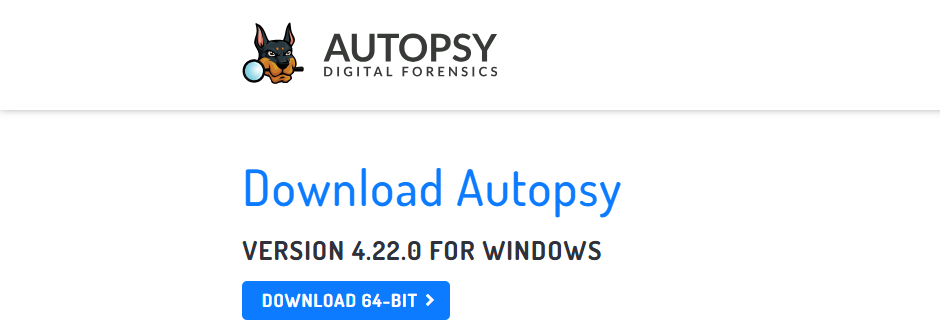 AUTOPSY
DIGITAL FORENSICS
Download Autopsy
VERSION 4.22.0 FOR WINDOWS
DOWNLOAD 64-BIT